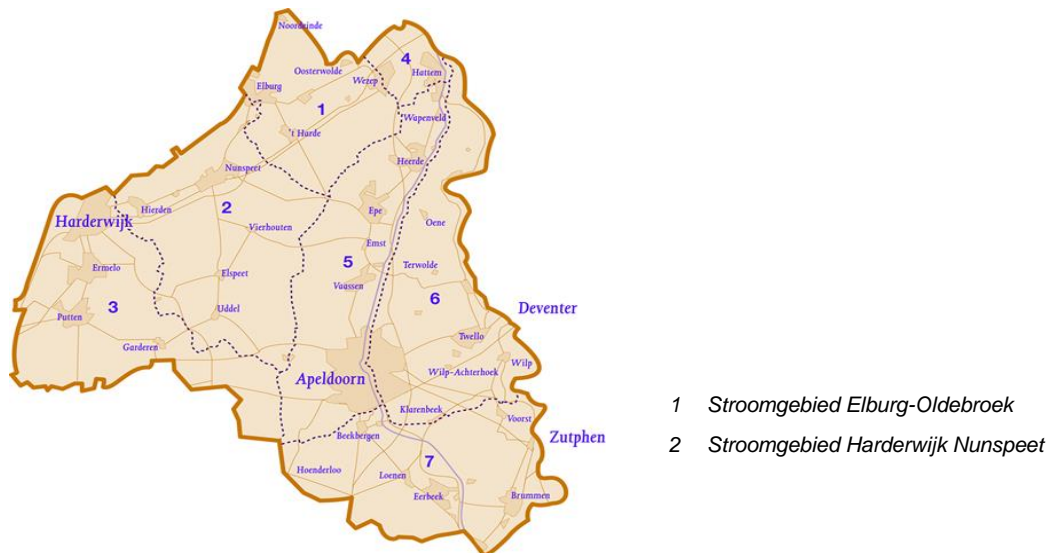 Noordeinde
4
Oosterwolde
Hattem
Wezep
Elburg
1
Wapenveld
't Harde
Heerde
Nunspeet
2
Hierden
Epe
Harderwijk
Oene
Vierhouten
Emst
5
Terwolde
Ermelo
Elspeet
Vaassen
6
3
Uddel
Deventer
Putten
Twello
Garderen
Wilp
Apeldoorn
Wilp-Achterhoek
Klarenbeek
1 Stroomgebied Elburg-Oldebroek
Voorst
Beekbergen
Zutphen
2 Stroomgebied Harderwijk Nunspeet
7
Hoenderloo
Loenen
Eerbeek
Brummen